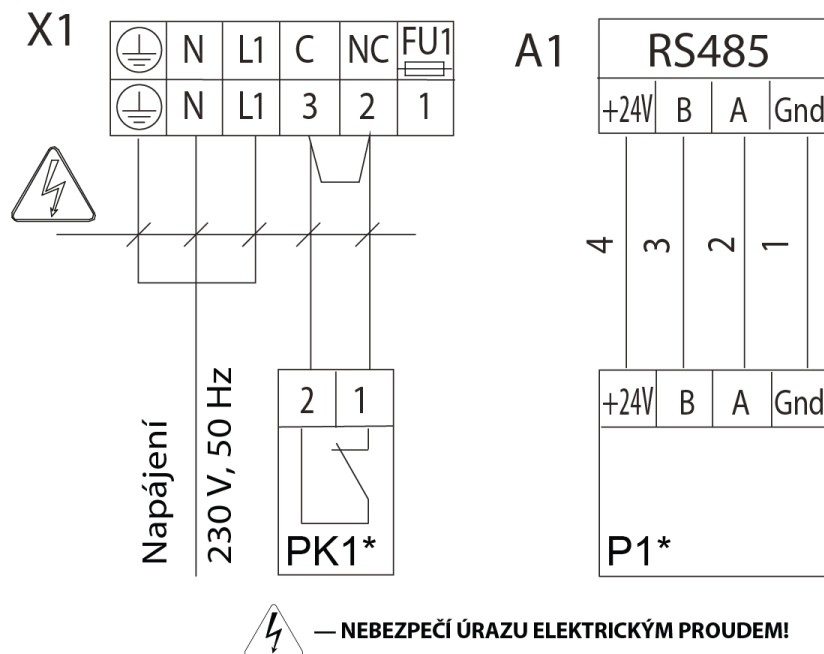 X1
N L1 C NC FU1
N L1 3 2 1
A1
RS485
+24V B A Gnd
4 3 2 1
Napájení
230 V, 50 Hz
2 1
PK1*
+24V B A Gnd
P1*
— NEBEZPEČÍ ÚRAZU ELEKTRICKÝM PROUDEM!